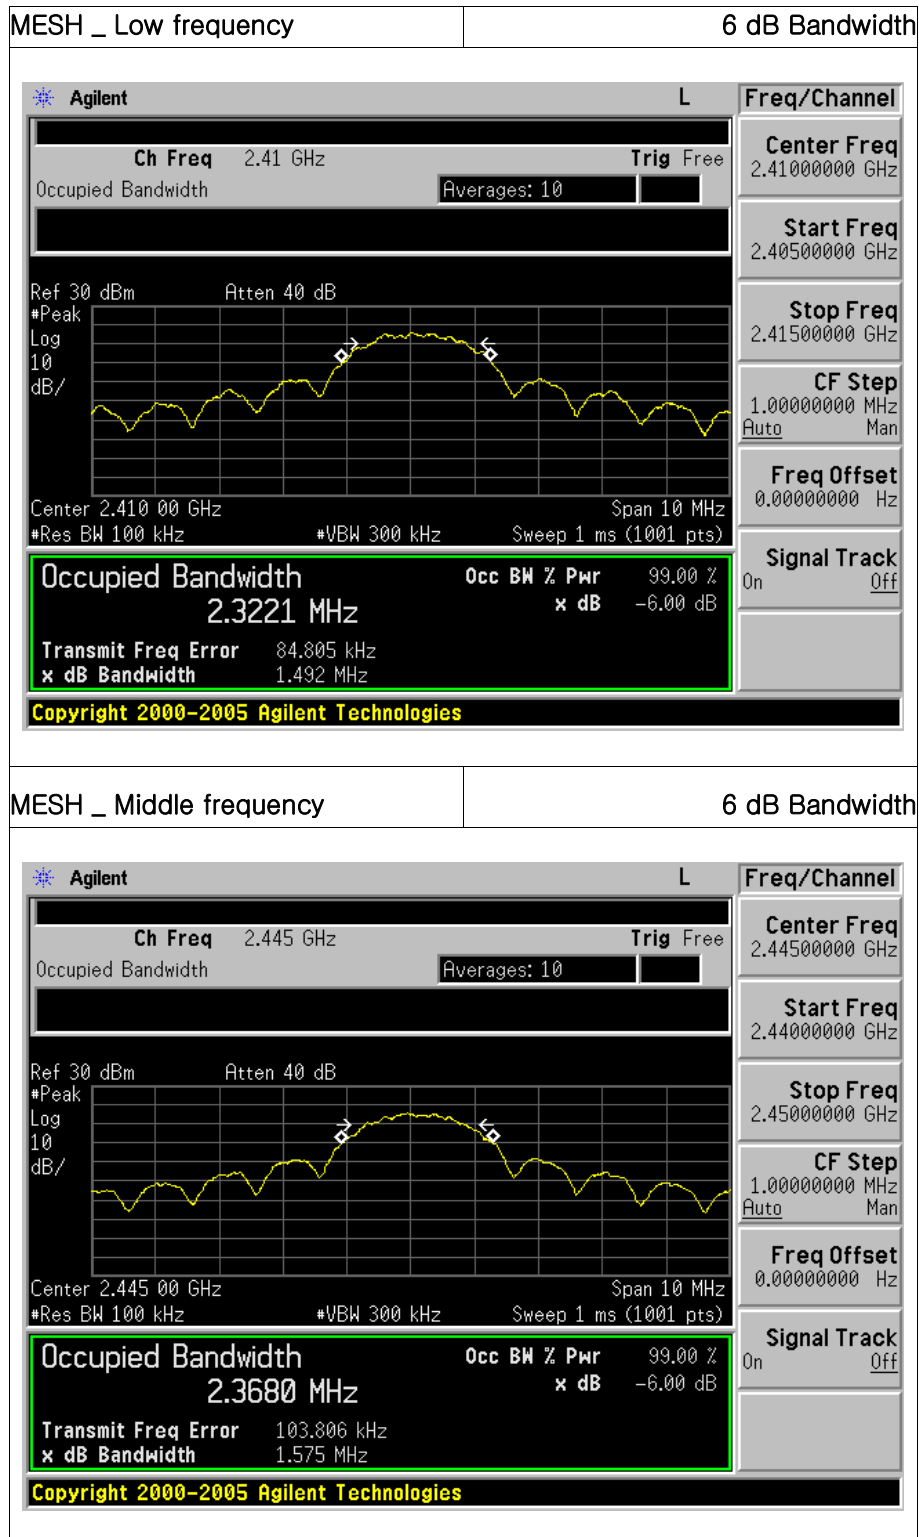 MESH _ Low frequency 6 dB Bandwidth
Agilent L Freq/Channel
Ch Freq 2.41 GHz Trig Free
Occupied Bandwidth Averages: 10
Center Freq
2.41000000 GHz
Start Freq
2.40500000 GHz
Stop Freq
2.41500000 GHz
CF Step
1.00000000 MHz
Auto Man
Freq Offset
0.00000000 Hz
Signal Track
On Off
Ref 30 dBm Atten 40 dB
#Peak
Log
10
dB/
Center 2.410 00 GHz Span 10 MHz
#Res BW 100 kHz #VBW 300 kHz Sweep 1 ms (1001 pts)
Occupied Bandwidth Occ BW % Pwr 99.00 %
2.3221 MHz x dB -6.00 dB
Transmit Freq Error 84.805 kHz
x dB Bandwidth 1.492 MHz
Copyright 2000-2005 Agilent Technologies
MESH _ Middle frequency 6 dB Bandwidth
Agilent L Freq/Channel
Ch Freq 2.445 GHz Trig Free
Occupied Bandwidth Averages: 10
Center Freq
2.44500000 GHz
Start Freq
2.44000000 GHz
Stop Freq
2.45000000 GHz
CF Step
1.00000000 MHz
Auto Man
Freq Offset
0.00000000 Hz
Signal Track
On Off
Ref 30 dBm Atten 40 dB
#Peak
Log
10
dB/
Center 2.445 00 GHz Span 10 MHz
#Res BW 100 kHz #VBW 300 kHz Sweep 1 ms (1001 pts)
Occupied Bandwidth Occ BW % Pwr 99.00 %
2.3680 MHz x dB -6.00 dB
Transmit Freq Error 103.806 kHz
x dB Bandwidth 1.575 MHz
Copyright 2000-2005 Agilent Technologies